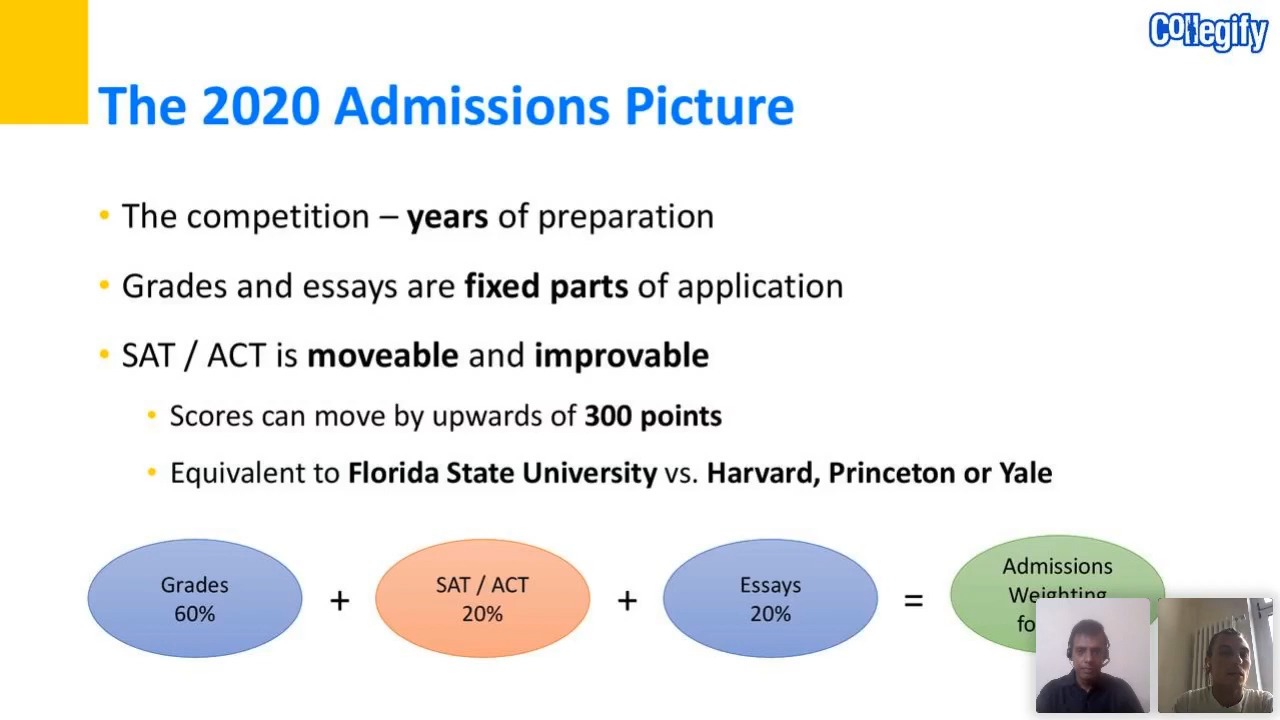 Collegify
The 2020 Admissions Picture
• The competition – years of preparation
• Grades and essays are fixed parts of application
• SAT / ACT is moveable and improvable
• Scores can move by upwards of 300 points
• Equivalent to Florida State University vs. Harvard, Princeton or Yale
Grades
60%
+
SAT / ACT
20%
+
Essays
20%
=
Admissions
Weighting